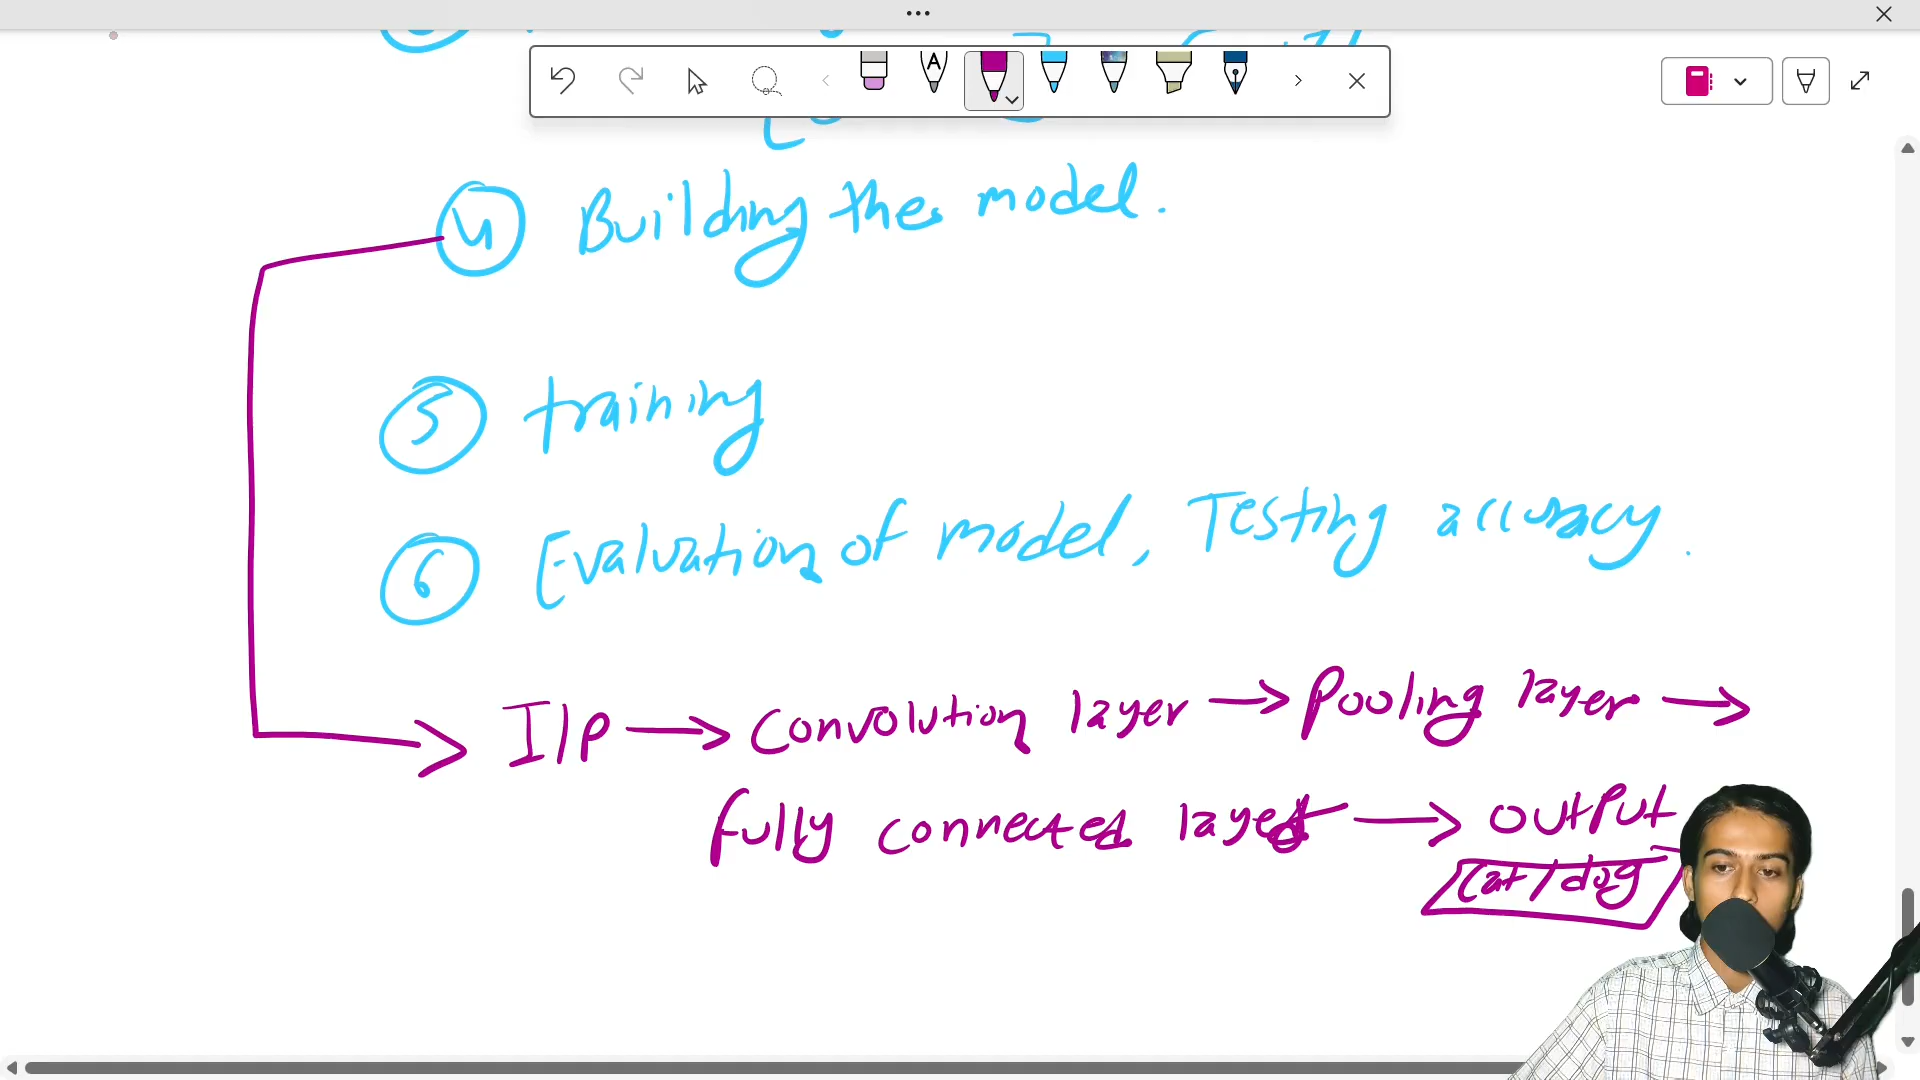 ④ Building the model.
⑤ training
⑥ Evaluation of model, Testing accuracy.
I/P → Convolution layer → Pooling layer →
fully connected layer → output
Cat/dog